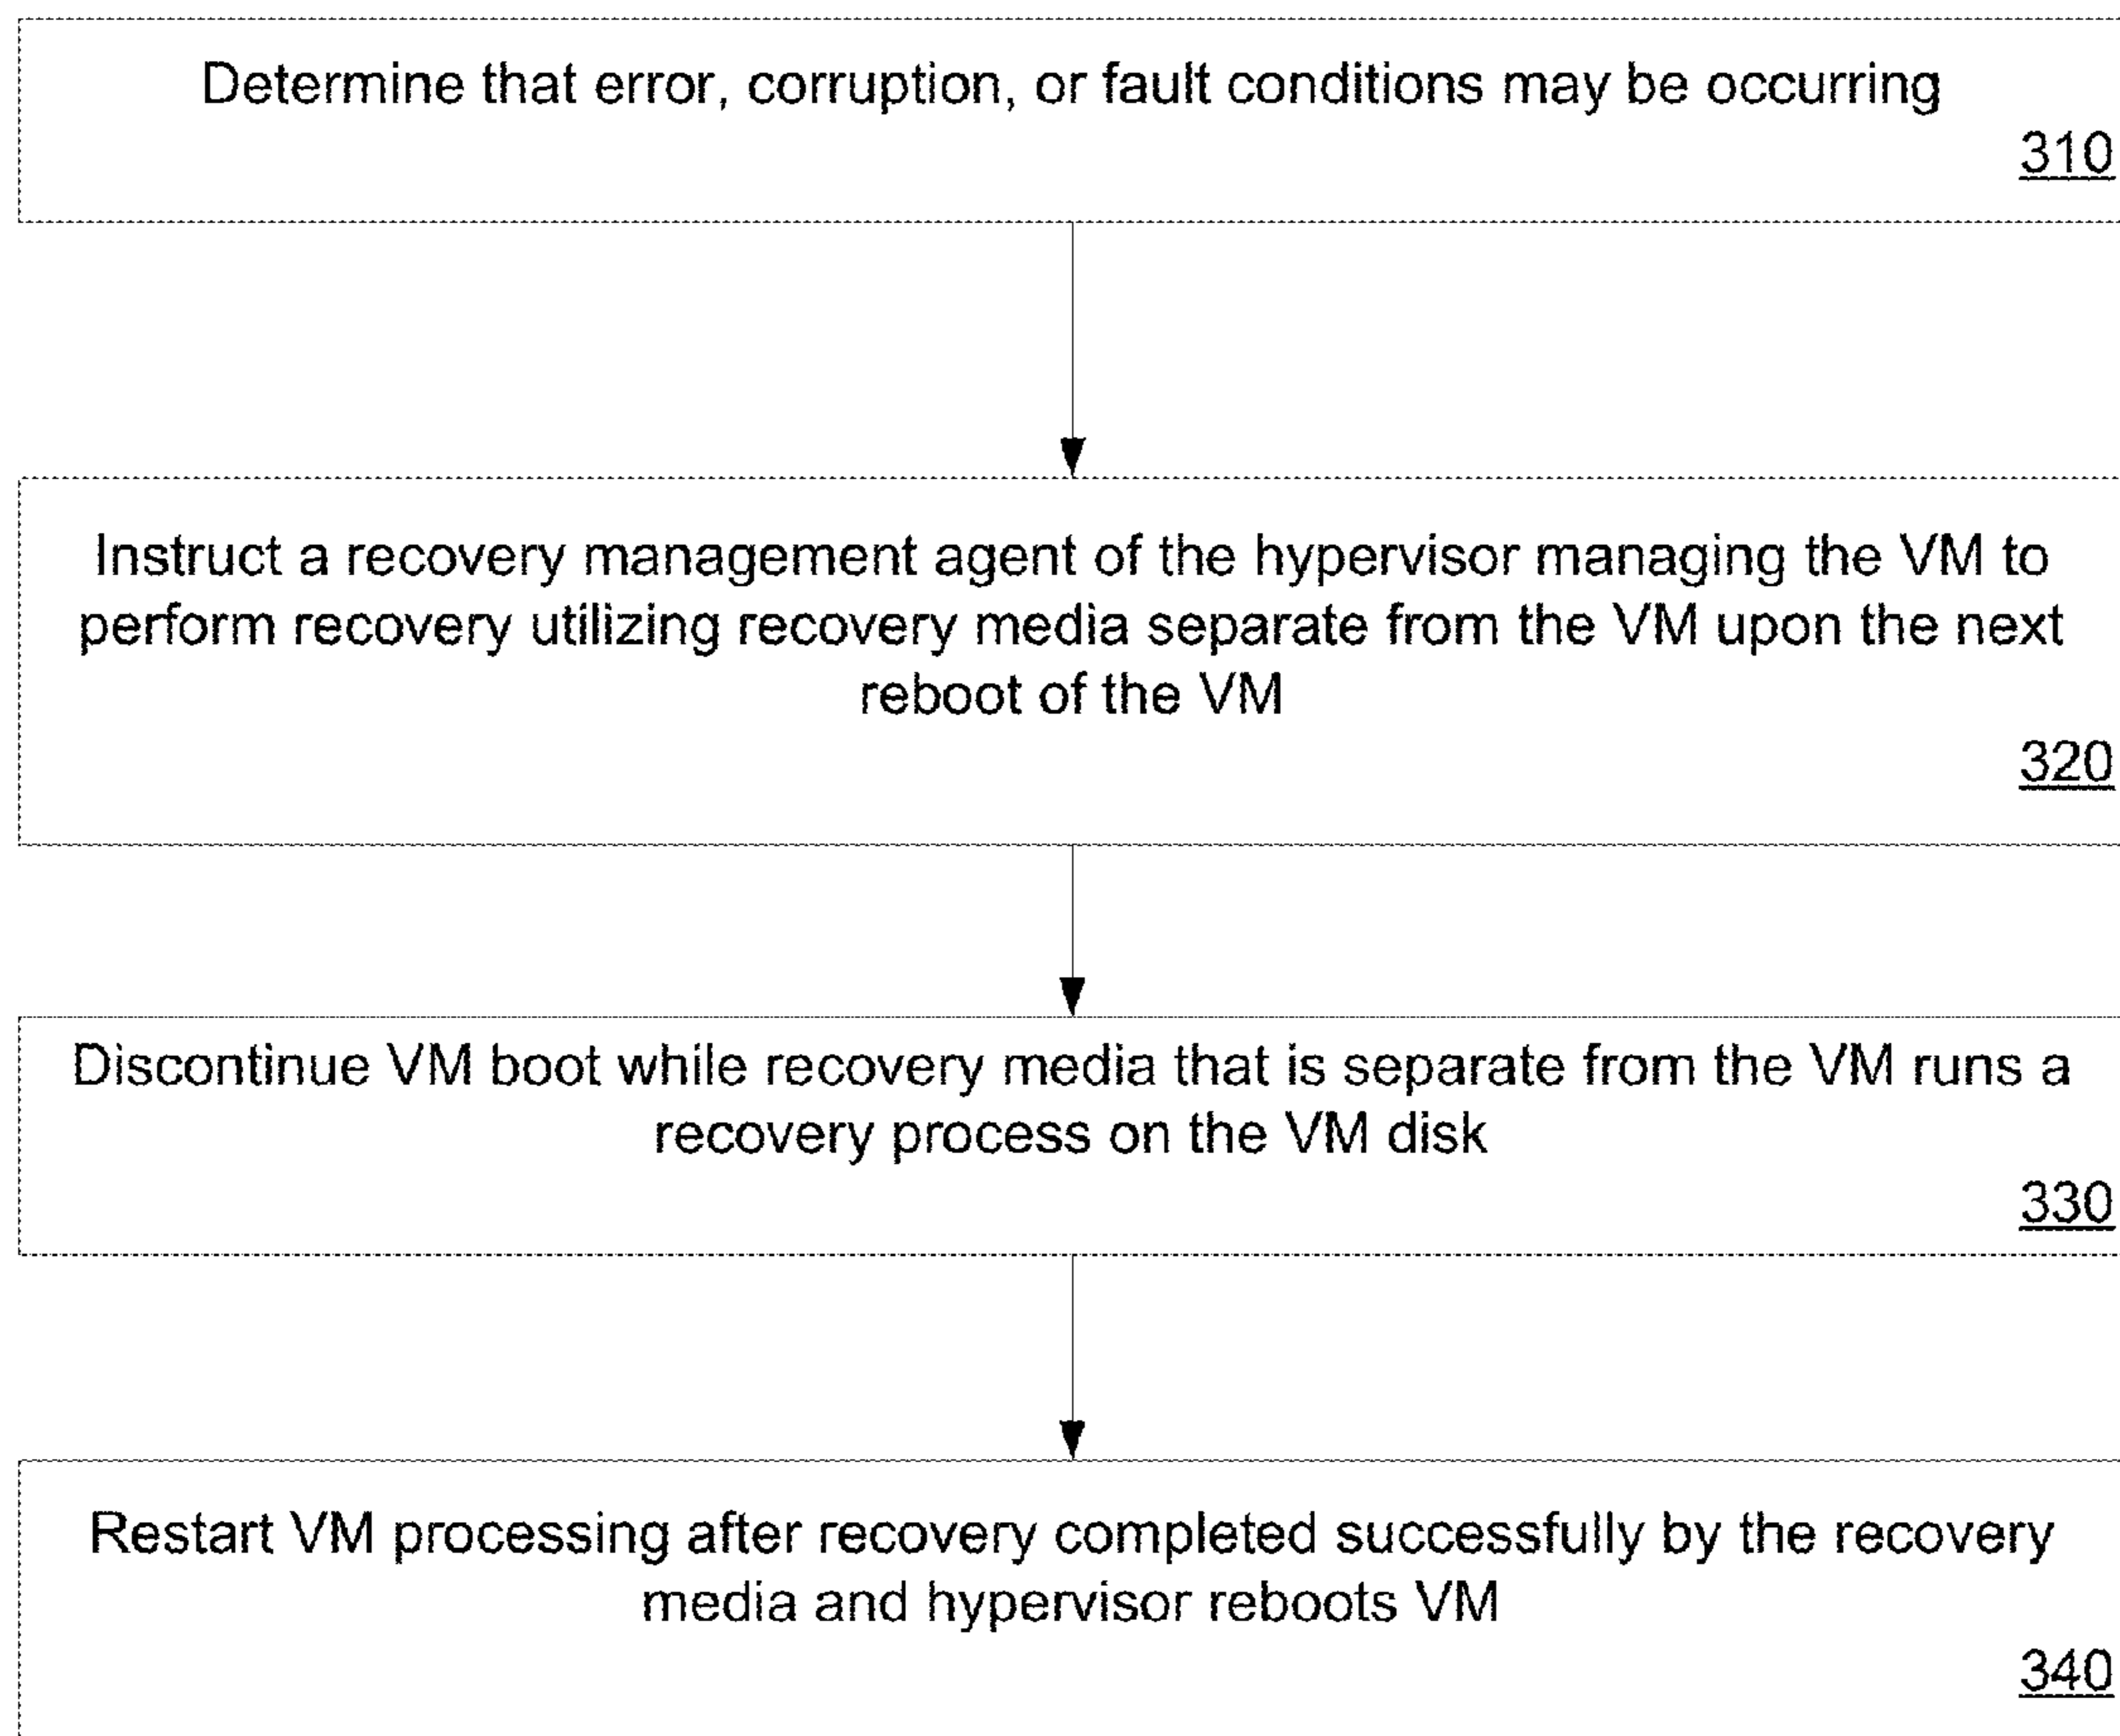 Determine that error, corruption, or fault conditions may be occurring
310
Instruct a recovery management agent of the hypervisor managing the VM to
perform recovery utilizing recovery media separate from the VM upon the next
reboot of the VM
320
Discontinue VM boot while recovery media that is separate from the VM runs a
recovery process on the VM disk
330
Restart VM processing after recovery completed successfully by the recovery
media and hypervisor reboots VM
340